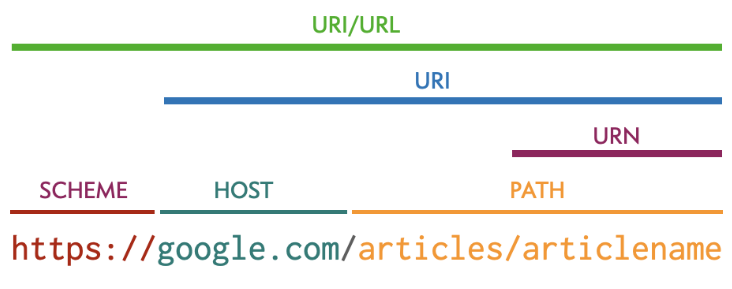 URI/URL
URI
URN
SCHEME HOST PATH
https://google.com/articles/articlename